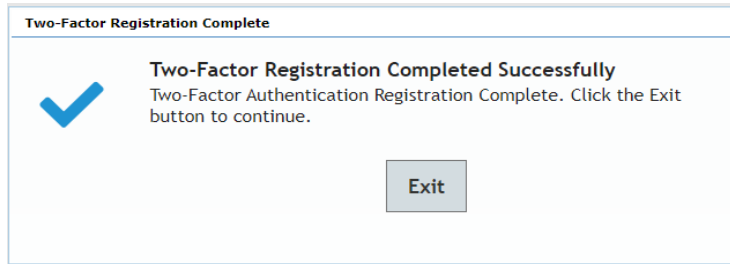 Two-Factor Registration Complete
Two-Factor Registration Completed Successfully
Two-Factor Authentication Registration Complete. Click the Exit
button to continue.
Exit